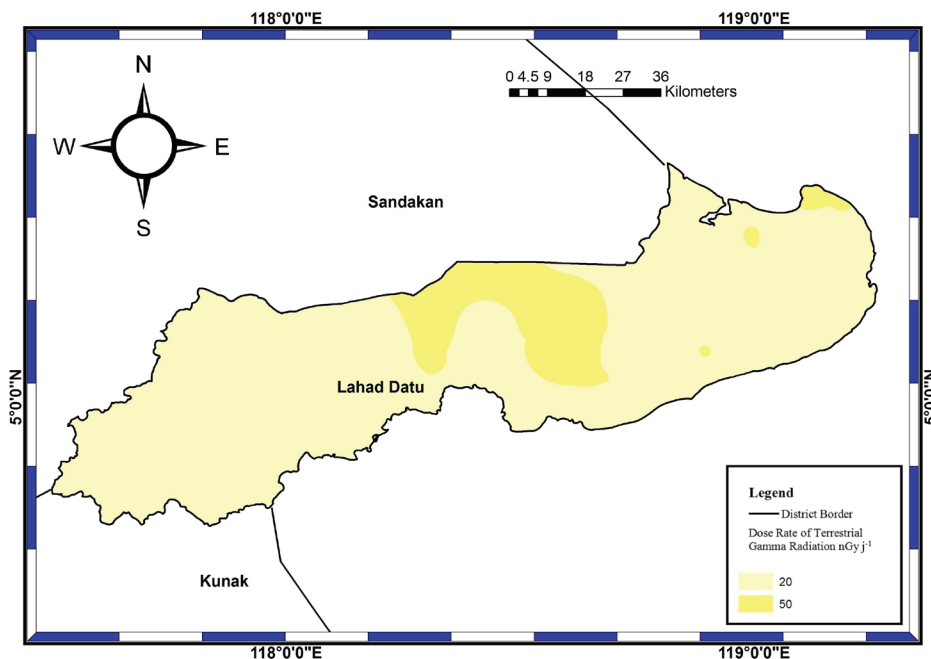 118°0'0"E 119°0'0"E
N
0 4.5 9 18 27 36
Kilometers
W E
S
Sandakan
5°0'0"N 5°0'0"N
Lahad Datu
Kunak
Legend
District Border
Dose Rate of Terrestrial
Gamma Radiation nGy j⁻¹
20
50
118°0'0"E 119°0'0"E